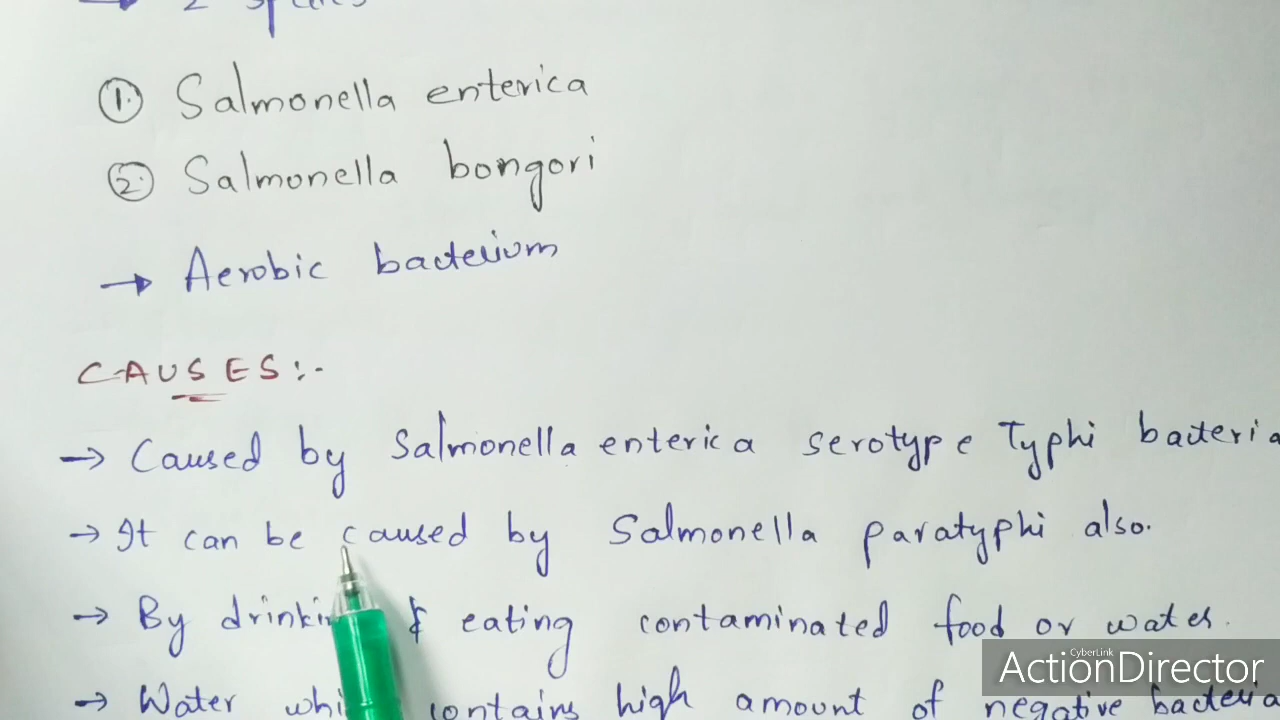 → 2
① Salmonella enterica
② Salmonella bongori
→ Aerobic bacterium
CAUSES:-
→ Caused by Salmonella enterica serotype Typhi bacteria
→ It can be caused by Salmonella paratyphi also.
→ By & eating contaminated food or water.
→ Water high amount of negative bacteria
CyberLink
ActionDirector